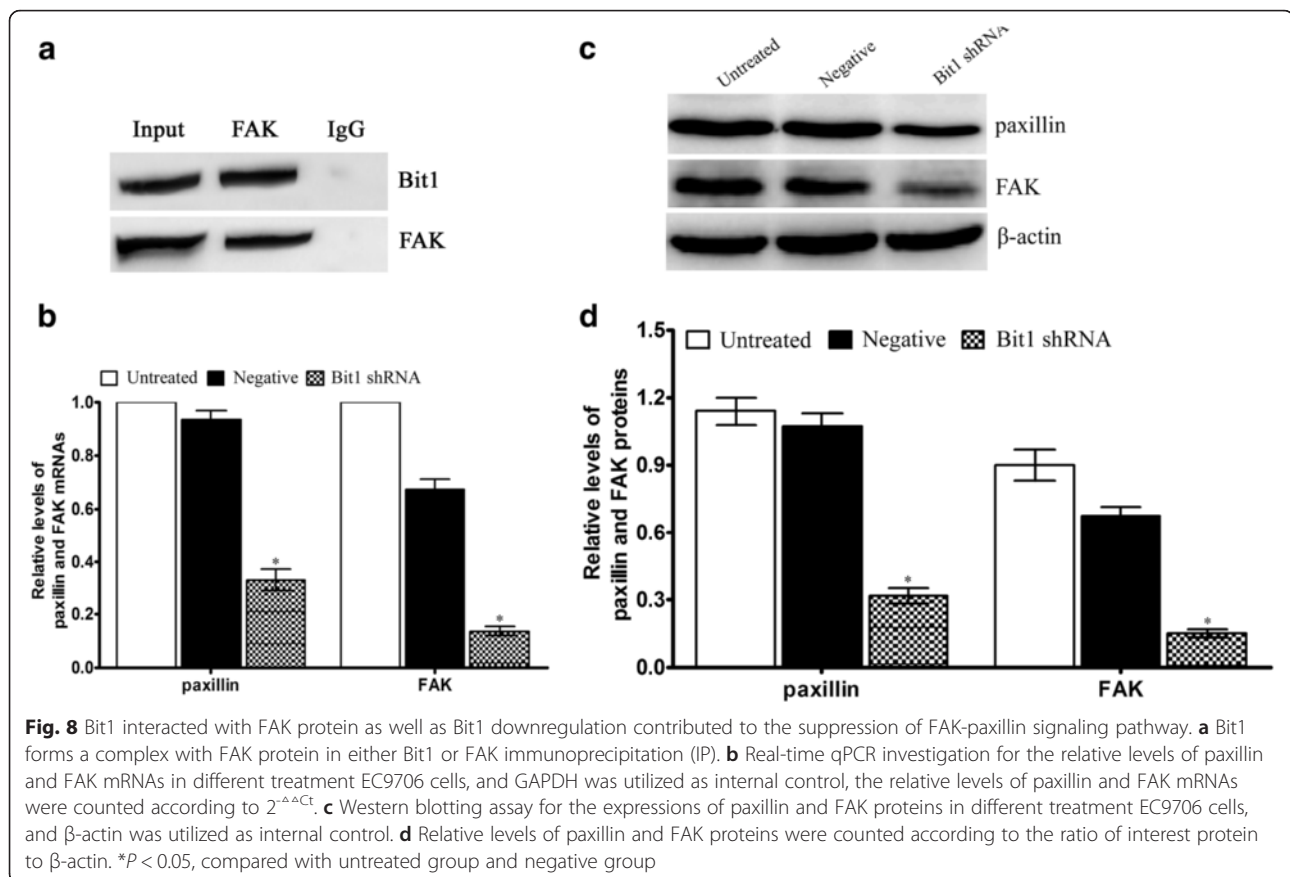 a
Input FAK IgG
Bit1
FAK
b
Untreated Negative Bit1 shRNA
Relative levels of
paxillin and FAK mRNAs
1.0
0.8
0.6
0.4
0.2
0.0
*
*
paxillin FAK
c
Untreated Negative Bit1 shRNA
paxillin
FAK
β-actin
d
Untreated Negative Bit1 shRNA
Relative levels of
paxillin and FAK proteins
1.5
1.2
0.9
0.6
0.3
0.0
*
*
paxillin FAK
Fig. 8 Bit1 interacted with FAK protein as well as Bit1 downregulation contributed to the suppression of FAK-paxillin signaling pathway. a Bit1
forms a complex with FAK protein in either Bit1 or FAK immunoprecipitation (IP). b Real-time qPCR investigation for the relative levels of paxillin
and FAK mRNAs in different treatment EC9706 cells, and GAPDH was utilized as internal control, the relative levels of paxillin and FAK mRNAs
were counted according to 2-△△Ct. c Western blotting assay for the expressions of paxillin and FAK proteins in different treatment EC9706 cells,
and β-actin was utilized as internal control. d Relative levels of paxillin and FAK proteins were counted according to the ratio of interest protein
to β-actin. *P < 0.05, compared with untreated group and negative group